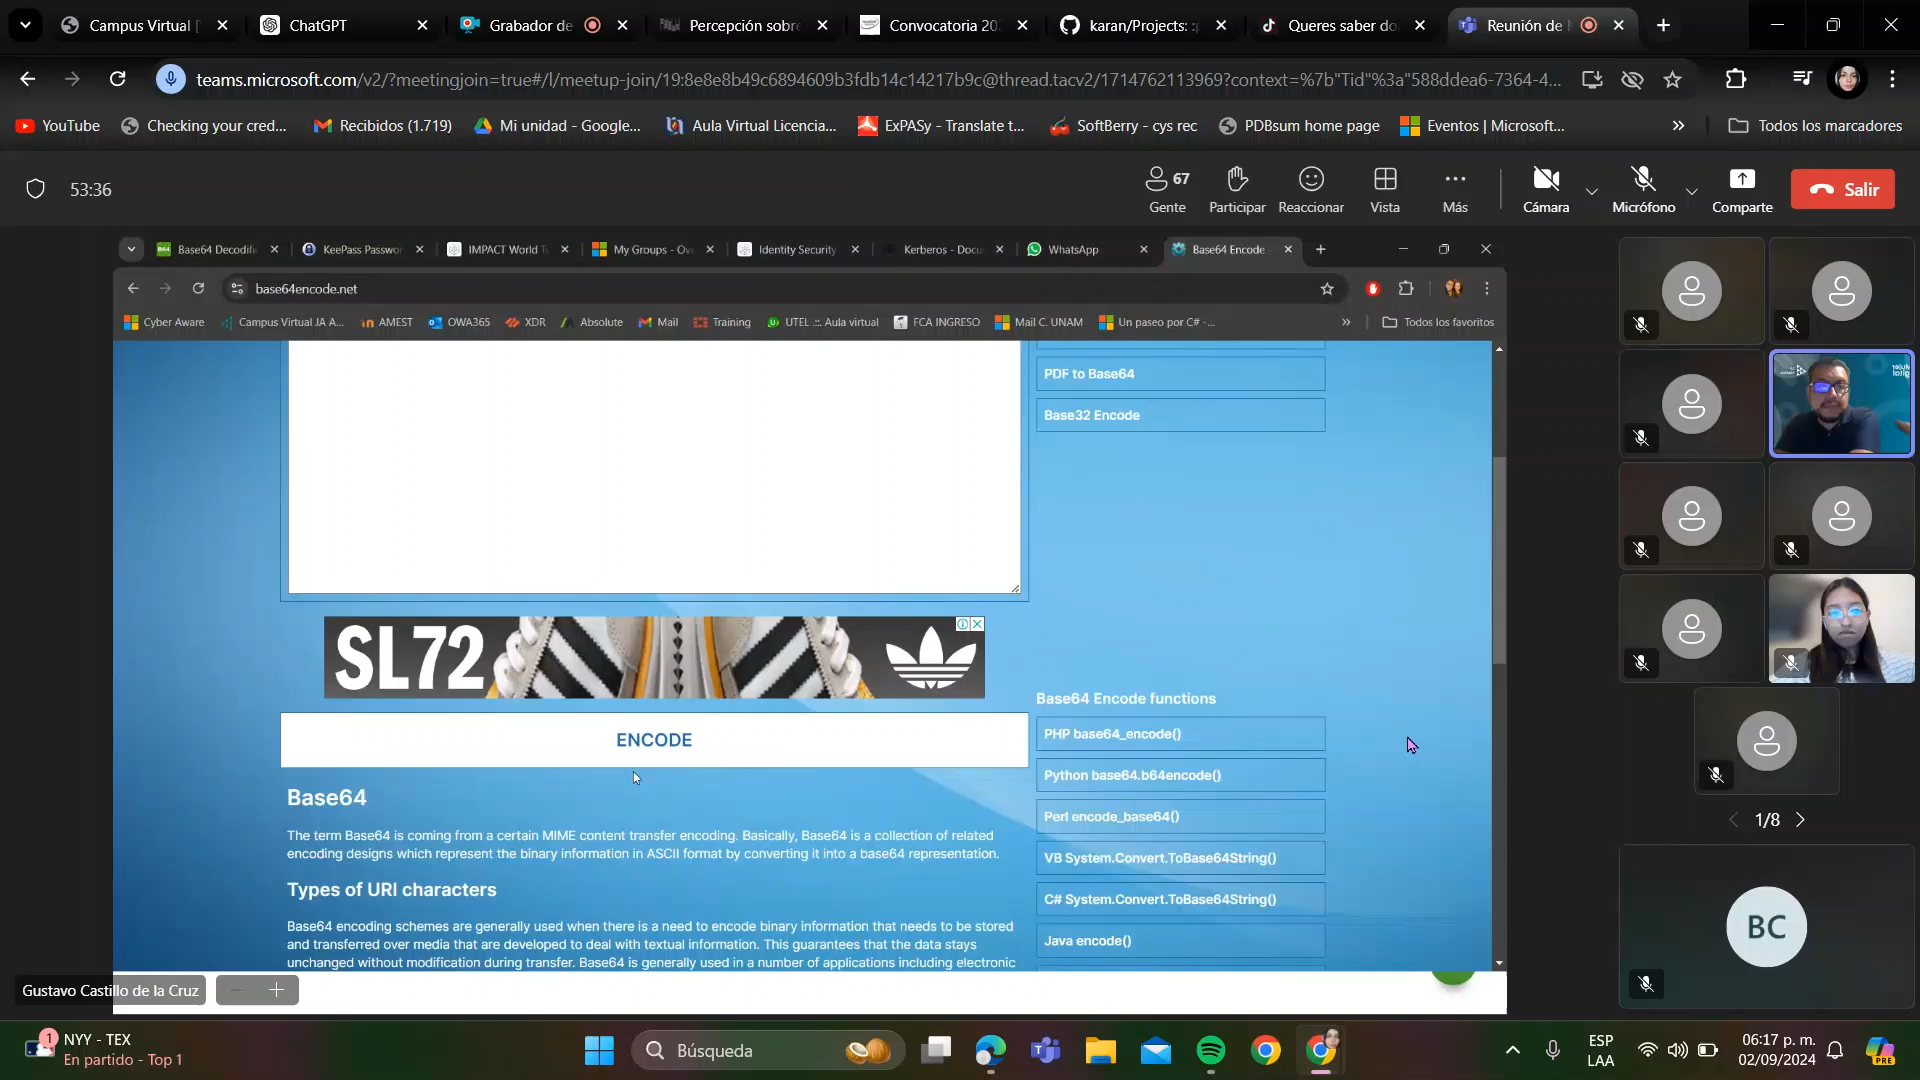 Campus Virtual [
ChatGPT
Grabador de
Percepción sobre
Convocatoria 20
karan/Projects: :p
Queres saber do
Reunión de
teams.microsoft.com/v2/?meetingjoin=true#/l/meetup-join/19:8e8e8b49c6894609b3fdb14c14217b9c@thread.tacv2/1714762113969?context=%7b"Tid"%3a"588ddea6-7364-4...
YouTube
Checking your cred...
Recibidos (1.719)
Mi unidad - Google...
Aula Virtual Licencia...
ExPASy - Translate t...
SoftBerry - cys rec
PDBsum home page
Eventos | Microsoft...
Todos los marcadores
53:36
67
Gente
Participar
Reaccionar
Vista
Más
Cámara
Micrófono
Comparte
Salir
Base64 Decodifi
KeePass Passwor
IMPACT World T
My Groups - Ov
Identity Security
Kerberos - Docu
WhatsApp
Base64 Encode -
base64encode.net
Cyber Aware
Campus Virtual JA A...
AMEST
OWA365
XDR
Absolute
Mail
Training
UTEL .:. Aula virtual
FCA INGRESO
Mail C. UNAM
Un paseo por C# -...
Todos los favoritos
PDF to Base64
Base32 Encode
SL72
ENCODE
Base64
The term Base64 is coming from a certain MIME content transfer encoding. Basically, Base64 is a collection of related
encoding designs which represent the binary information in ASCII format by converting it into a base64 representation.
Types of URI characters
Base64 encoding schemes are generally used when there is a need to encode binary information that needs to be stored
and transferred over media that are developed to deal with textual information. This guarantees that the data stays
unchanged without modification during transfer. Base64 is generally used in a number of applications including electronic
Base64 Encode functions
PHP base64_encode()
Python base64.b64encode()
Perl encode_base64()
VB System.Convert.ToBase64String()
C# System.Convert.ToBase64String()
Java encode()
1/8
BC
Gustavo Castillo de la Cruz
1
NYY - TEX
En partido - Top 1
Búsqueda
ESP
LAA
06:17 p. m.
02/09/2024
PRE